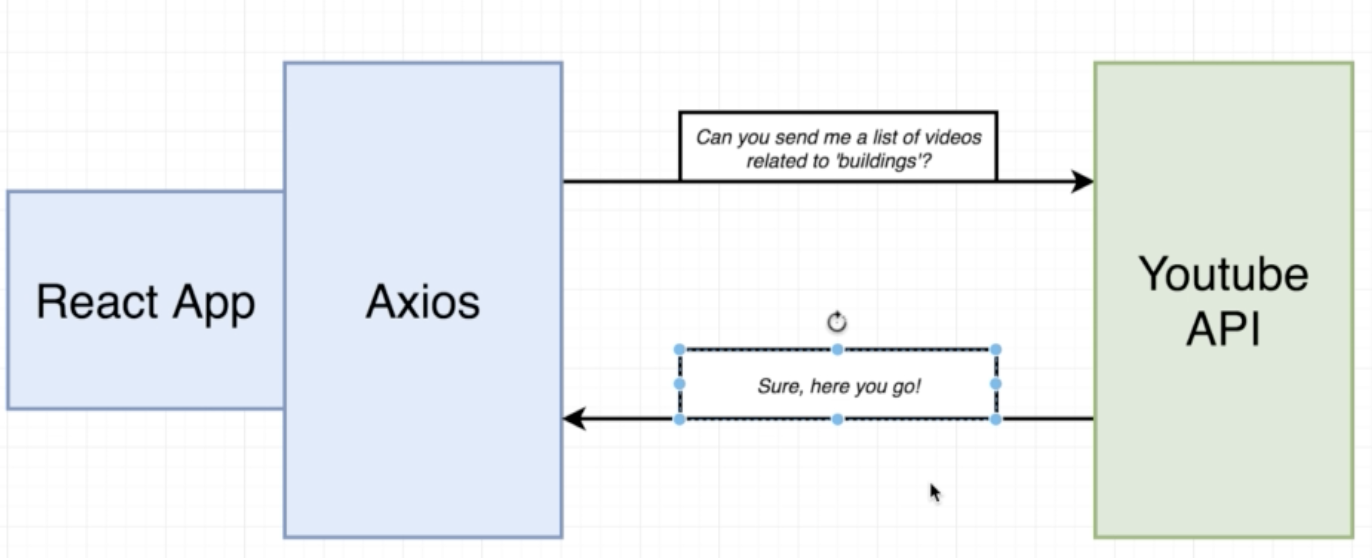 React App
Axios
Can you send me a list of videos
related to 'buildings'?
Sure, here you go!
Youtube
API